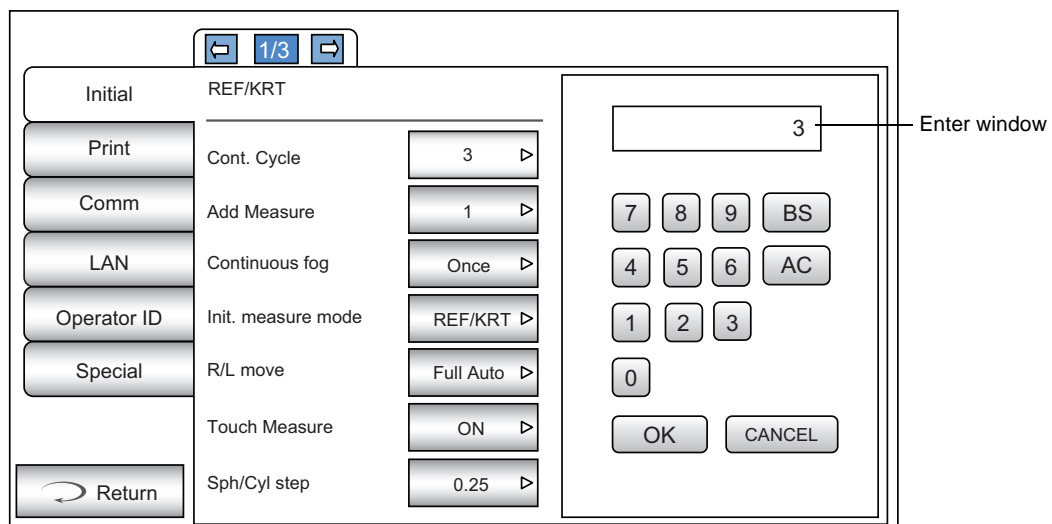 1/3
Initial
Print
Comm
LAN
Operator ID
Special
Return
REF/KRT
Cont. Cycle 3
Add Measure 1
Continuous fog Once
Init. measure mode REF/KRT
R/L move Full Auto
Touch Measure ON
Sph/Cyl step 0.25
3
Enter window
7 8 9 BS
4 5 6 AC
1 2 3
0
OK CANCEL